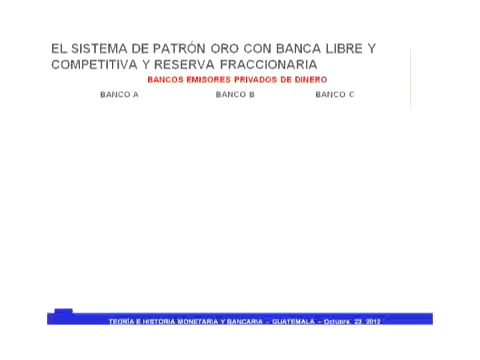 EL SISTEMA DE PATRÓN ORO CON BANCA LIBRE Y
COMPETITIVA Y RESERVA FRACCIONARIA
BANCOS EMISORES PRIVADOS DE DINERO
BANCO A BANCO B BANCO C
TEORÍA E HISTORIA MONETARIA Y BANCARIA - GUATEMALA - Octubre, 23, 2012